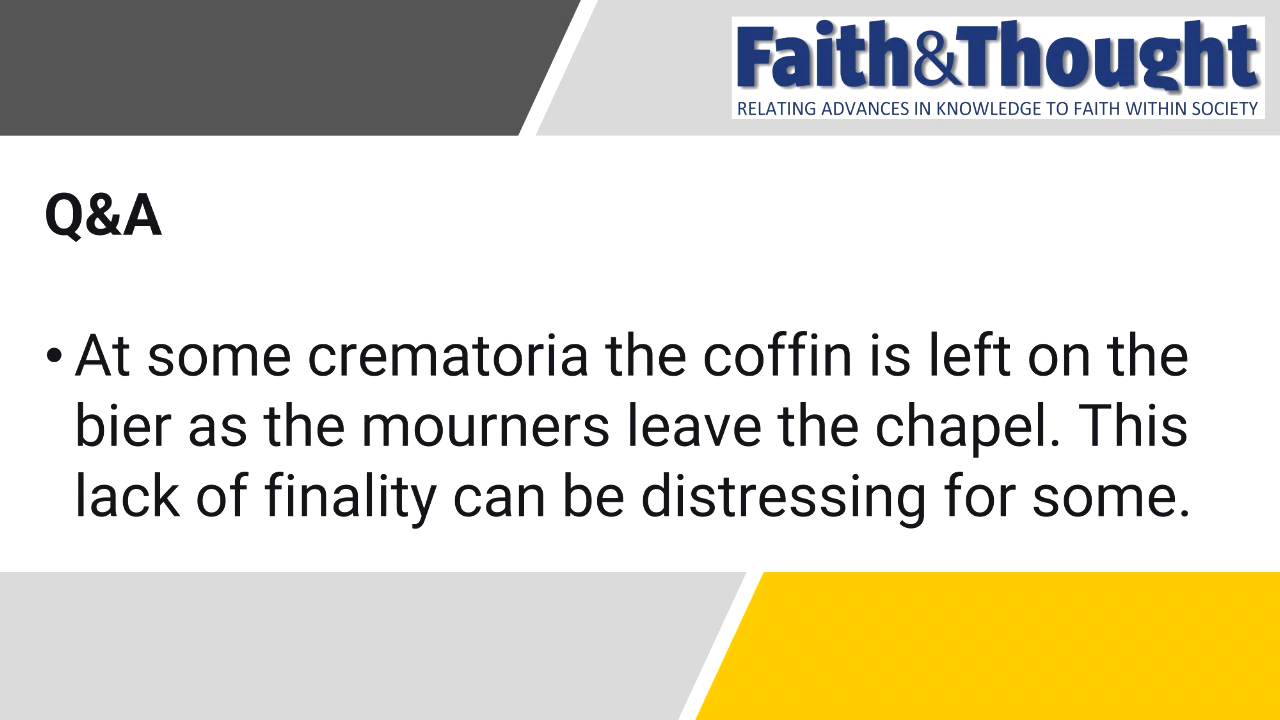 Faith&Thought
RELATING ADVANCES IN KNOWLEDGE TO FAITH WITHIN SOCIETY
Q&A
• At some crematoria the coffin is left on the
bier as the mourners leave the chapel. This
lack of finality can be distressing for some.